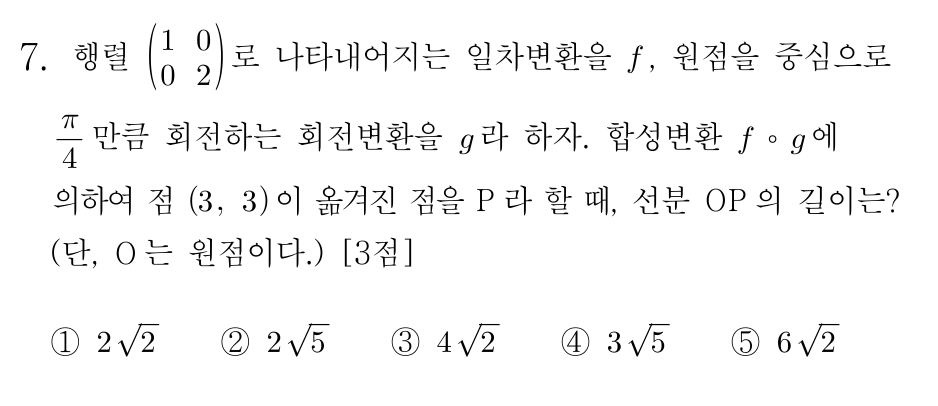 7. 행렬 $\begin{pmatrix} 1 & 0 \\ 0 & 2 \end{pmatrix}$로 나타내어지는 일차변환을 $f$, 원점을 중심으로
$\frac{\pi}{4}$만큼 회전하는 회전변환을 $g$라 하자. 합성변환 $f \circ g$에
의하여 점 (3, 3)이 옮겨진 점을 P 라 할 때, 선분 OP 의 길이는?
(단, O 는 원점이다.) [3점]
① $2\sqrt{2}$ ② $2\sqrt{5}$ ③ $4\sqrt{2}$ ④ $3\sqrt{5}$ ⑤ $6\sqrt{2}$